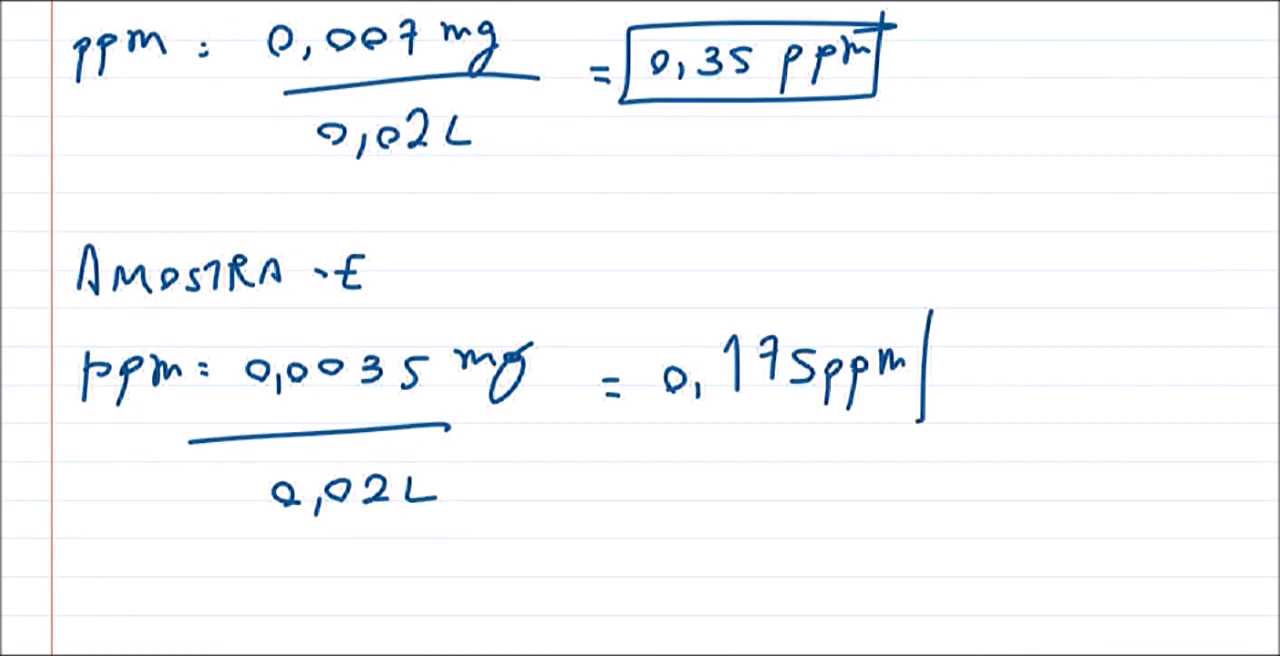 ppm: 0,007 mg = 0,35 ppm
0,02 L
AMOSTRA - E
ppm: 0,0035 mg = 0,175 ppm
0,02 L